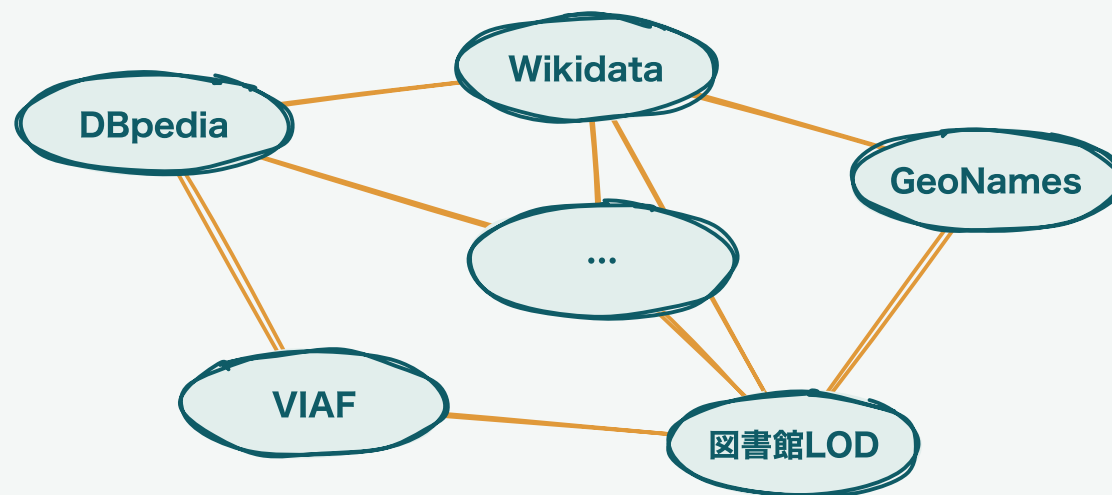 Wikidata
DBpedia
GeoNames
...
VIAF
図書館LOD